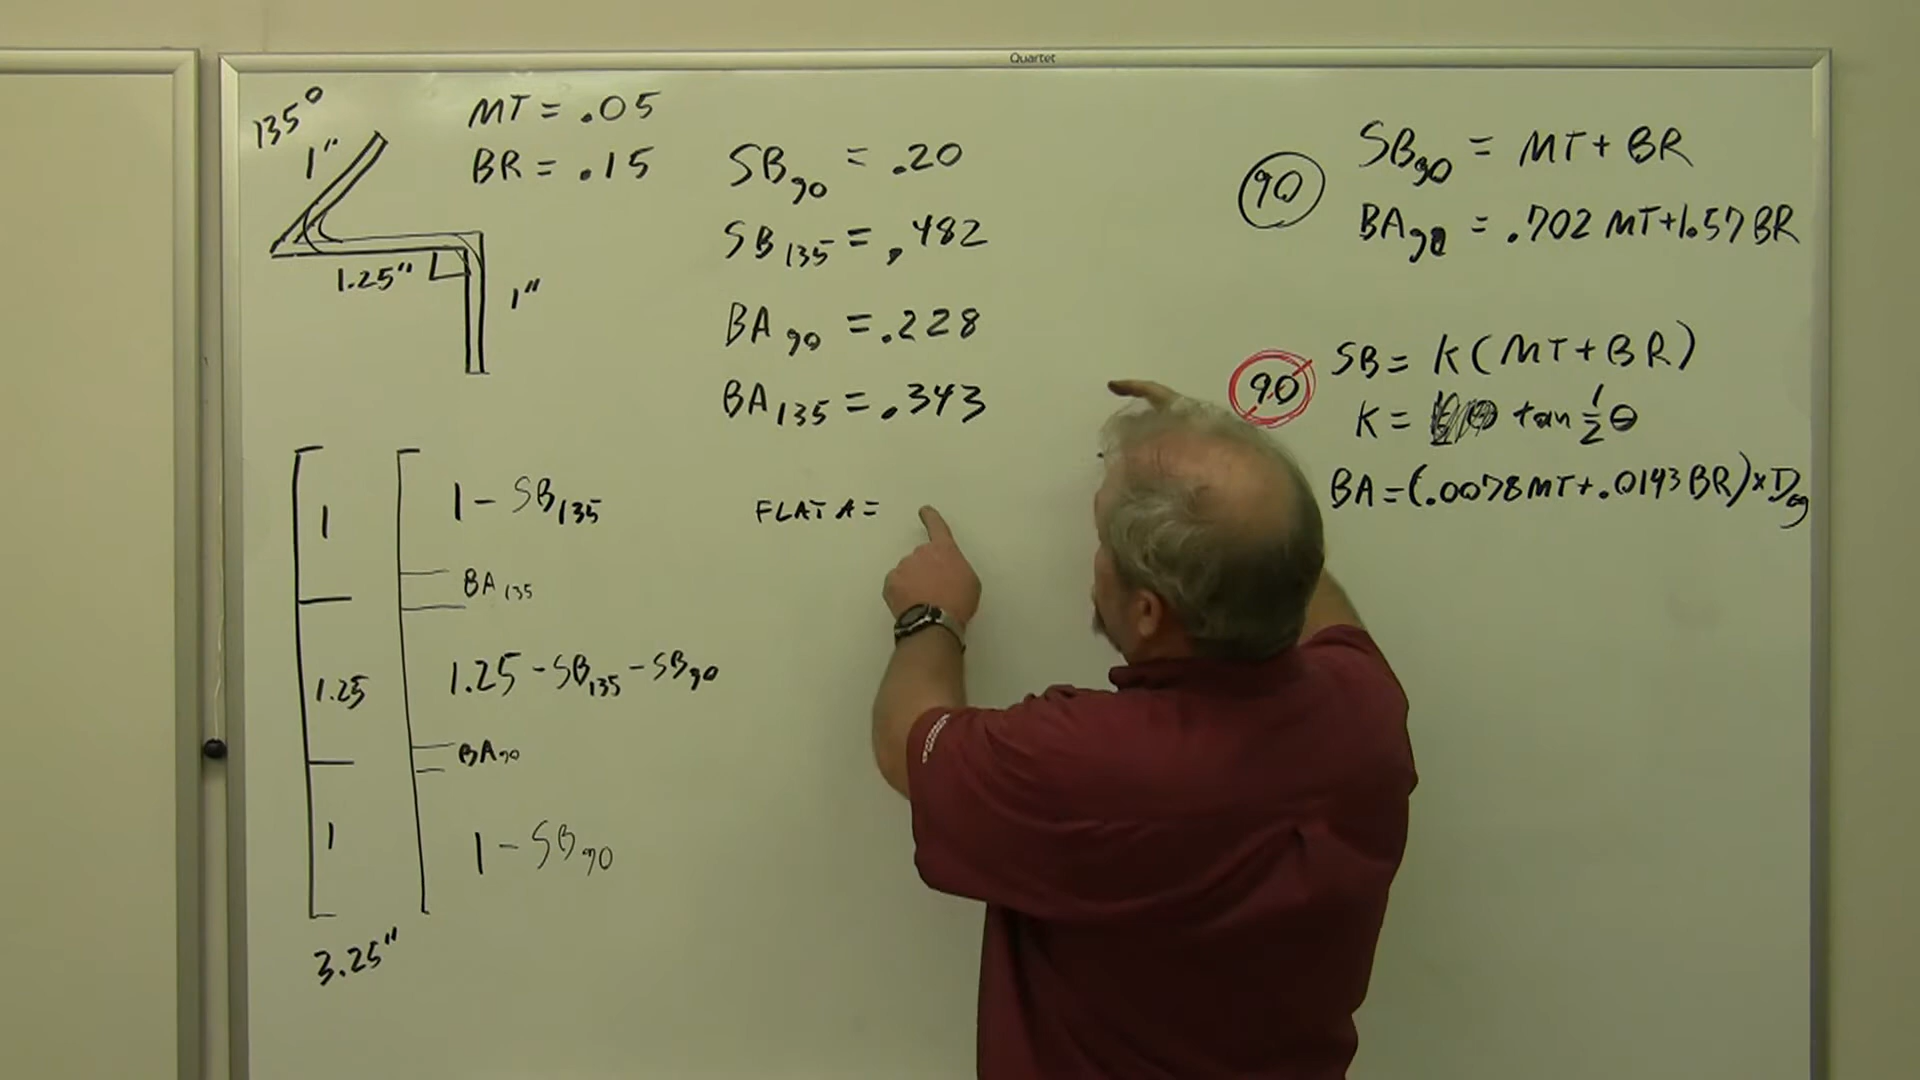 Quartet
135°
1"
1.25"
1"
MT = .05
BR = .15
SB90 = .20
SB135 = .482
BA90 = .228
BA135 = .343
FLAT A =
90
SB90 = MT + BR
BA90 = .702 MT + 1.57 BR
90
SB = K (MT + BR)
K = tan ½ θ
BA = (.0078 MT + .0143 BR) × Deg
1
1.25
1
3.25"
1 - SB135
BA135
1.25 - SB135 - SB90
BA90
1 - SB90